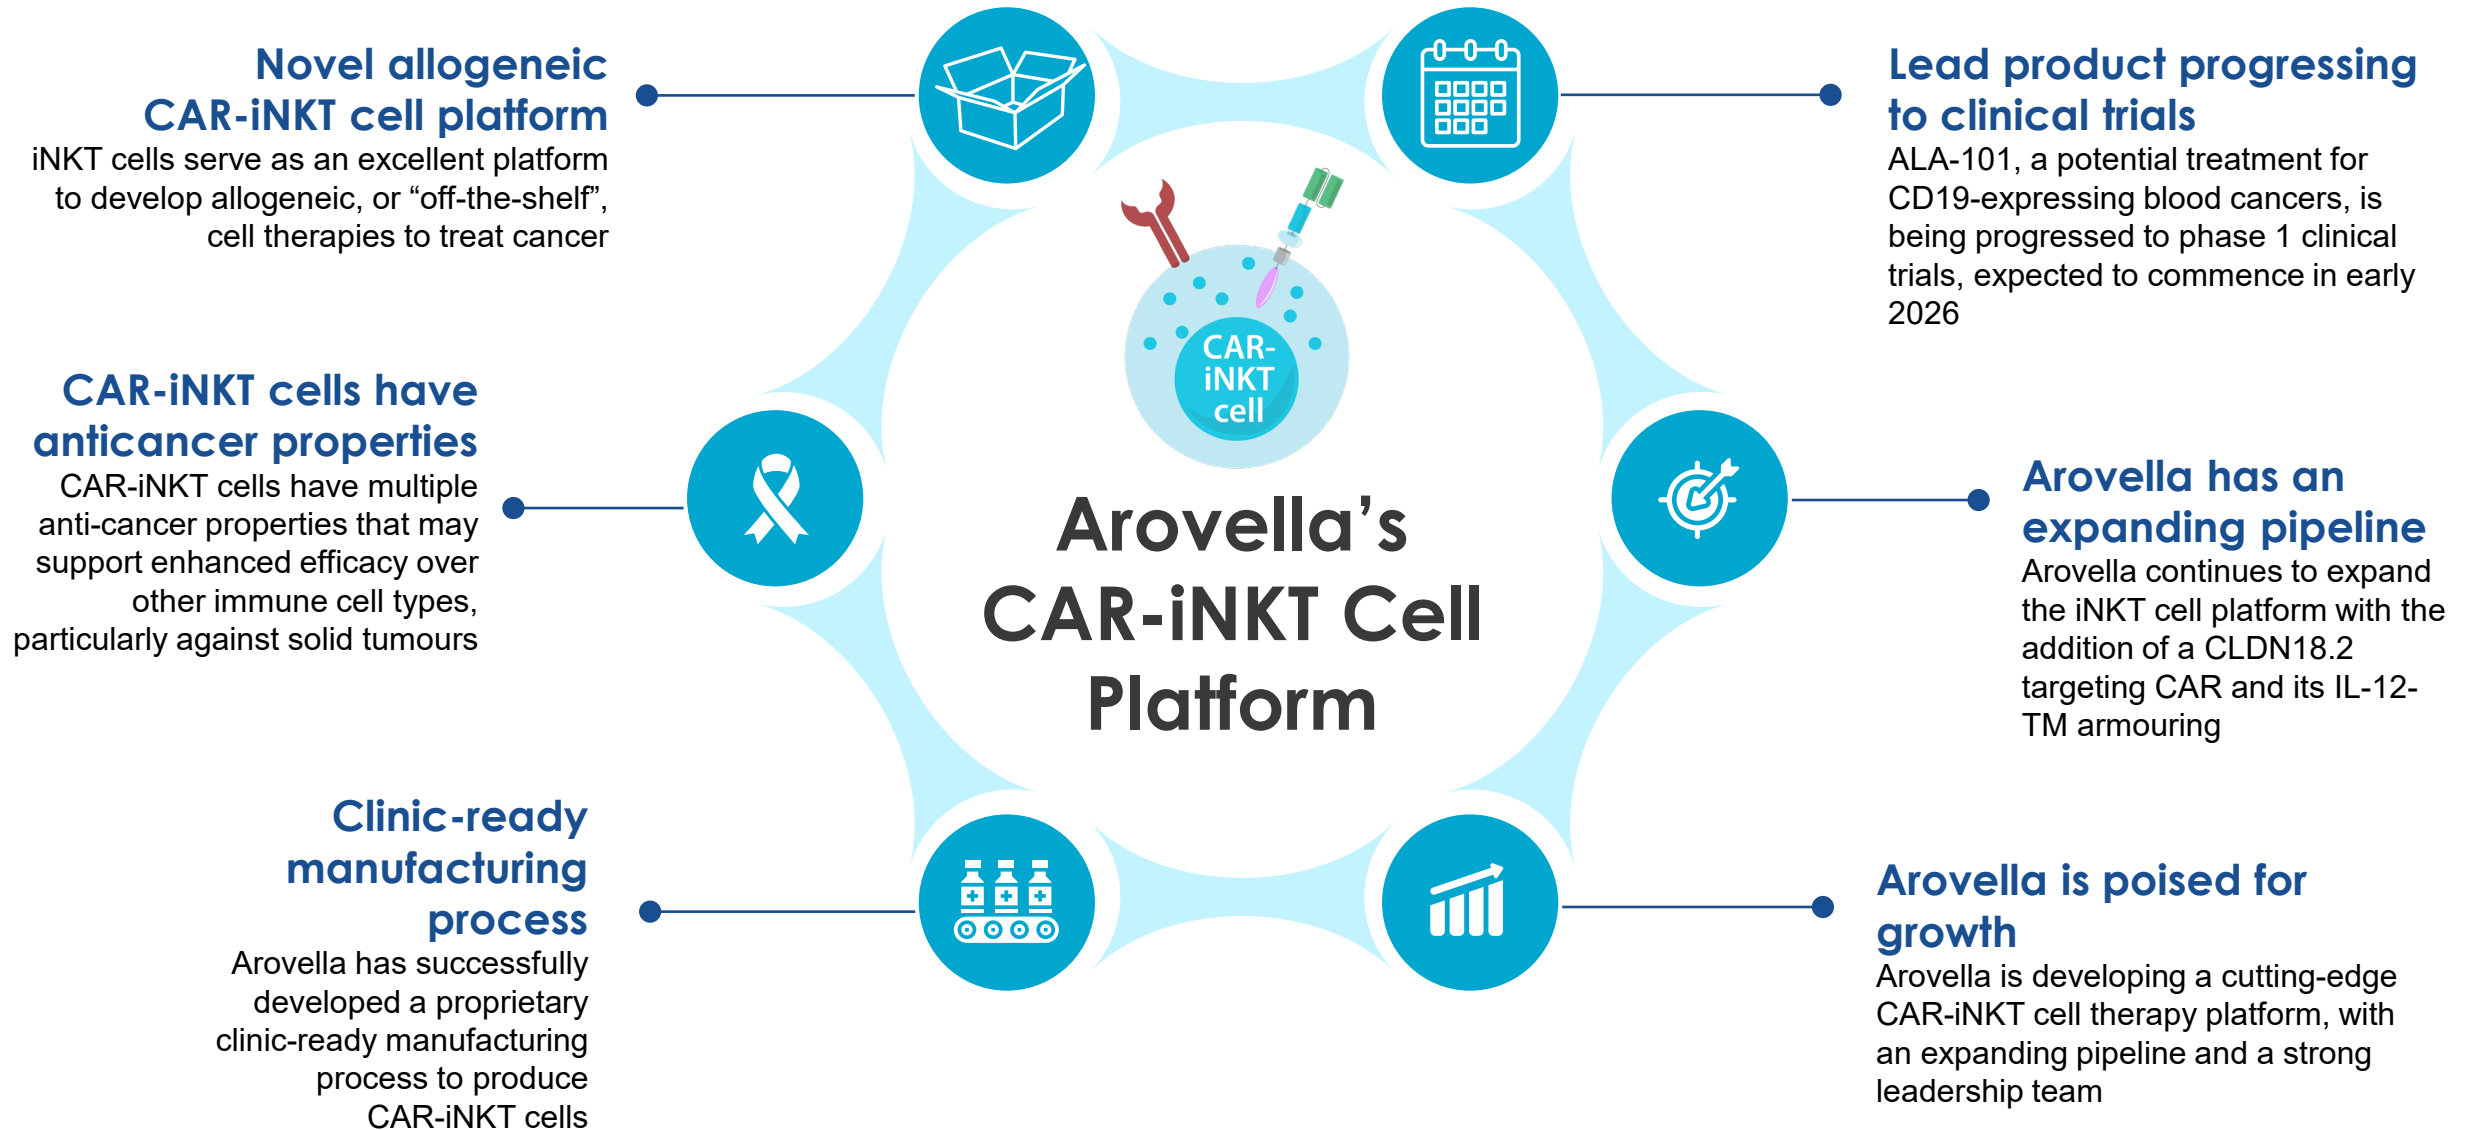 Novel allogeneic
CAR-iNKT cell platform
iNKT cells serve as an excellent platform
to develop allogeneic, or “off-the-shelf”,
cell therapies to treat cancer
CAR-iNKT cells have
anticancer properties
CAR-iNKT cells have multiple
anti-cancer properties that may
support enhanced efficacy over
other immune cell types,
particularly against solid tumours
Clinic-ready
manufacturing
process
Arovella has successfully
developed a proprietary
clinic-ready manufacturing
process to produce
CAR-iNKT cells
CAR-
iNKT
cell
Arovella’s
CAR-iNKT Cell
Platform
Lead product progressing
to clinical trials
ALA-101, a potential treatment for
CD19-expressing blood cancers, is
being progressed to phase 1 clinical
trials, expected to commence in early
2026
Arovella has an
expanding pipeline
Arovella continues to expand
the iNKT cell platform with the
addition of a CLDN18.2
targeting CAR and its IL-12-
TM armouring
Arovella is poised for
growth
Arovella is developing a cutting-edge
CAR-iNKT cell therapy platform, with
an expanding pipeline and a strong
leadership team